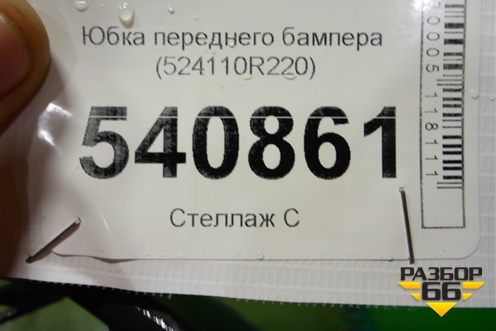 Юбка переднего бампера
(524110R220)
540861
Стеллаж С
РАЗБОР
66